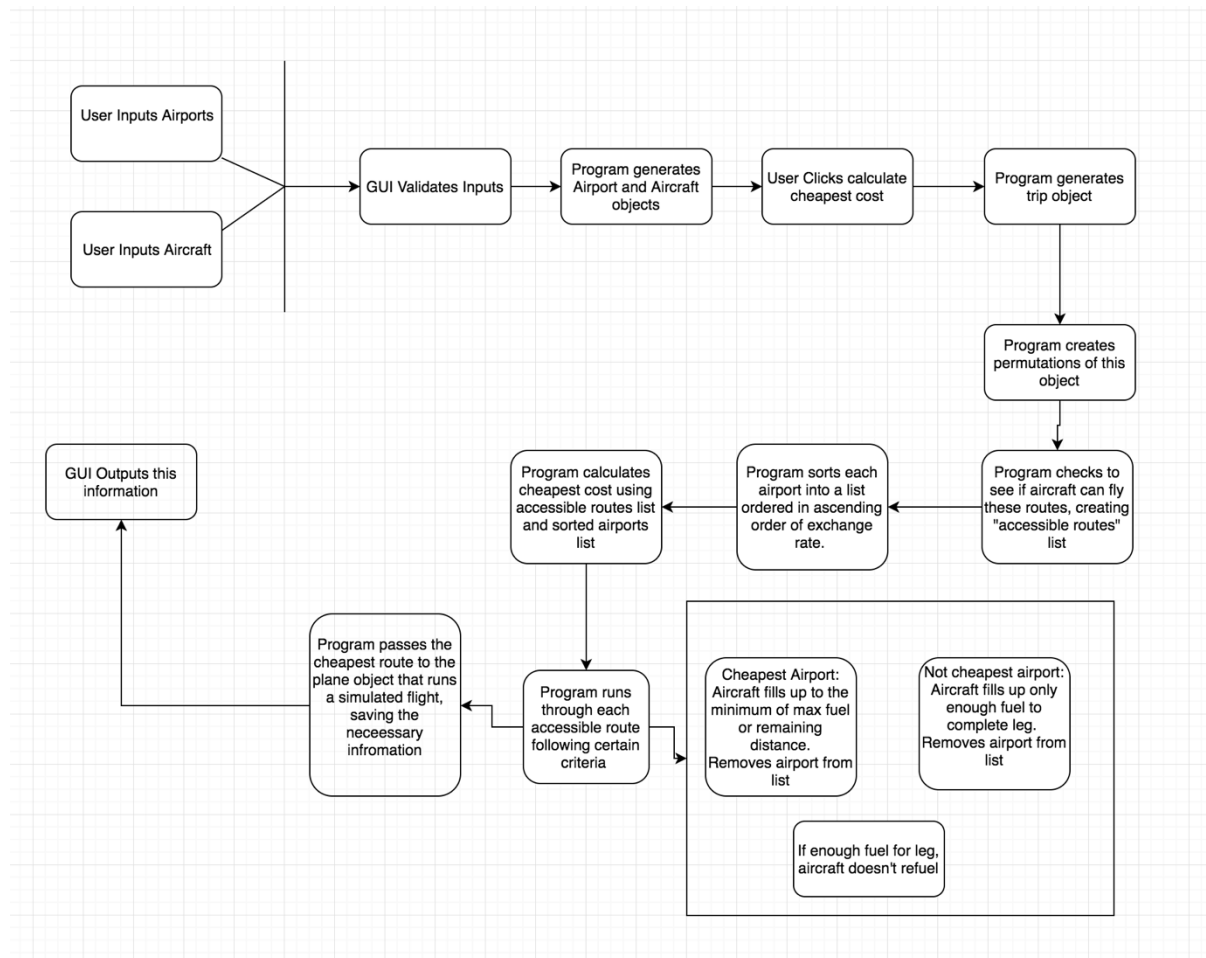 User Inputs Airports
User Inputs Aircraft
GUI Validates Inputs
Program generates
Airport and Aircraft
objects
User Clicks calculate
cheapest cost
Program generates
trip object
Program creates
permutations of this
object
Program checks to
see if aircraft can fly
these routes, creating
"accessible routes"
list
Program sorts each
airport into a list
ordered in ascending
order of exchange
rate.
Program calculates
cheapest cost using
accessible routes list
and sorted airports
list
Program runs
through each
accessible route
following certain
criteria
Cheapest Airport:
Aircraft fills up to the
minimum of max fuel
or remaining
distance.
Removes airport from
list
Not cheapest airport:
Aircraft fills up only
enough fuel to
complete leg.
Removes airport from
list
If enough fuel for leg,
aircraft doesn't refuel
Program passes the
cheapest route to the
plane object that runs
a simulated flight,
saving the
neceessary
infromation
GUI Outputs this
information